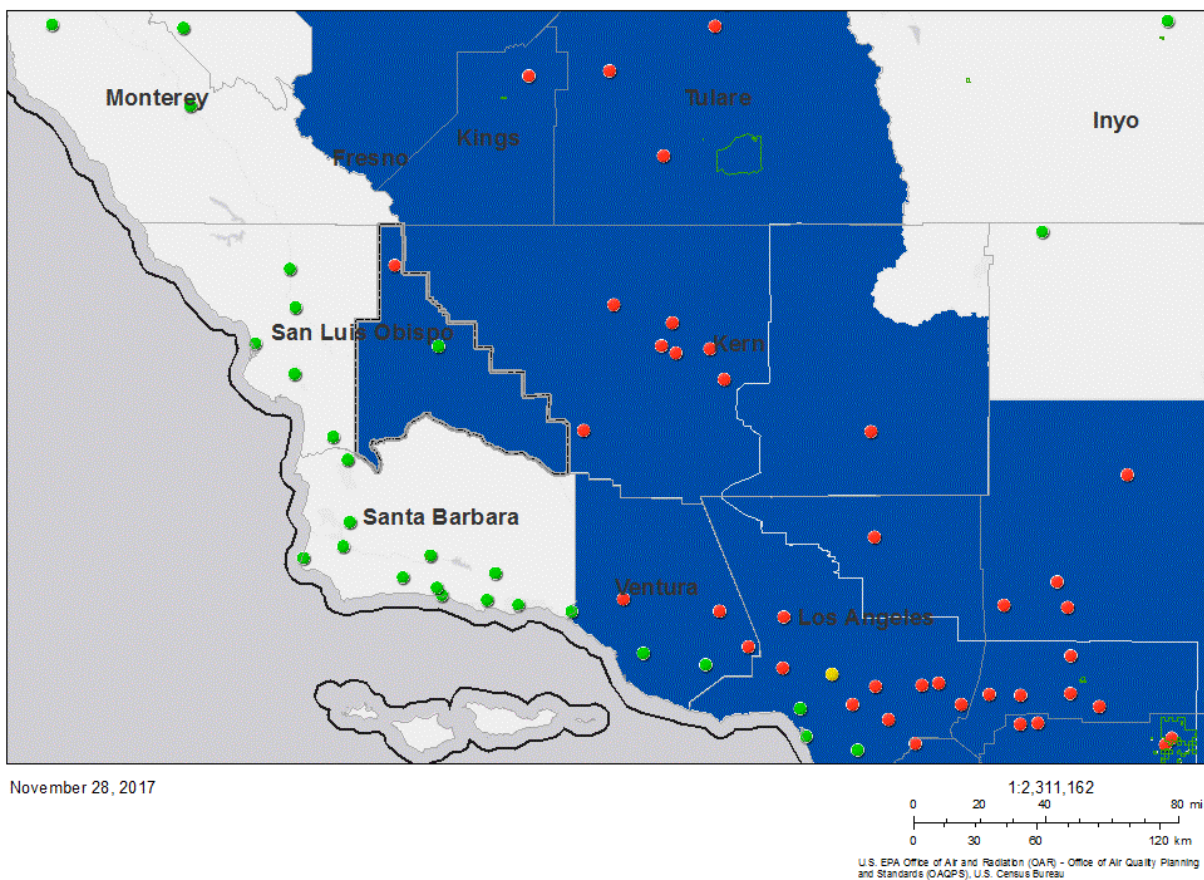 Monterey
Tulare
Inyo
Kings
Fresno
San Luis Obispo
Kern
Santa Barbara
Ventura
Los Angeles
November 28, 2017
1:2,311,162
0 20 40 80 mi
0 30 60 120 km
U.S. EPA Office of Air and Radiation (OAR) - Office of Air Quality Planning
and Standards (OAQPS), U.S. Census Bureau